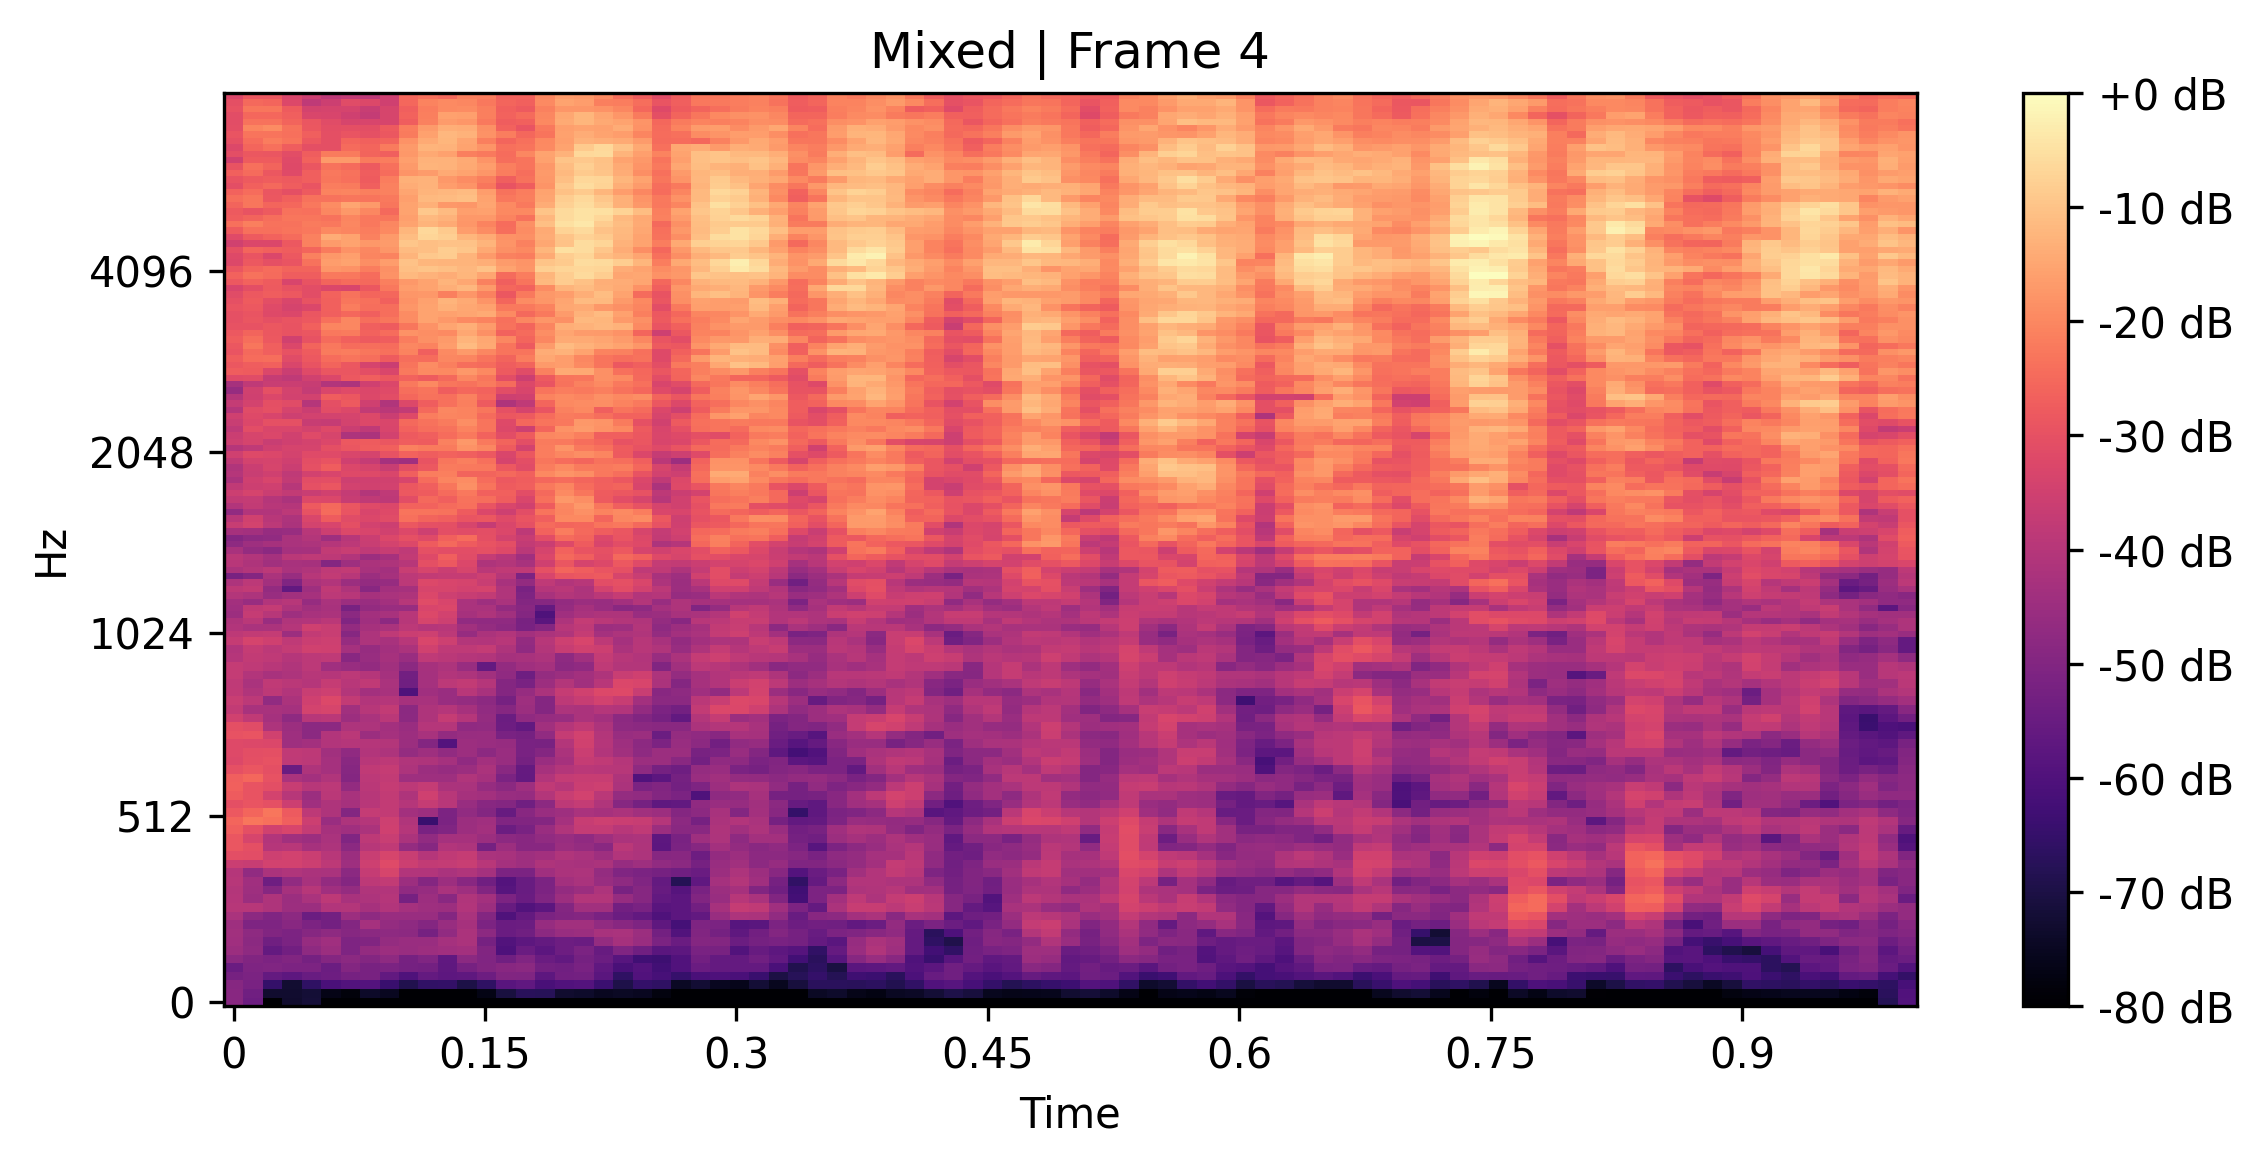 Mixed | Frame 4
Hz
4096
2048
1024
512
0
0 0.15 0.3 0.45 0.6 0.75 0.9
Time
+0 dB
-10 dB
-20 dB
-30 dB
-40 dB
-50 dB
-60 dB
-70 dB
-80 dB